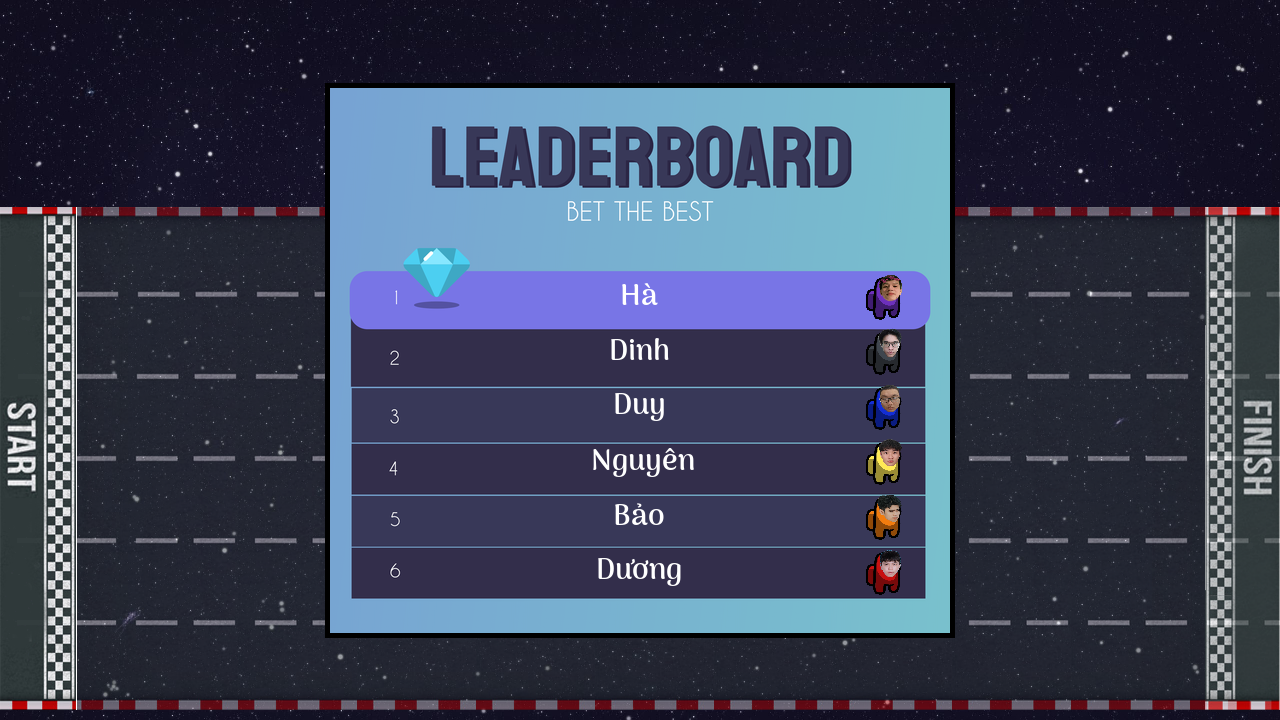 LEADERBOARD
BET THE BEST
1 Hà
2 Dinh
3 Duy
4 Nguyên
5 Bảo
6 Dương
START
FINISH